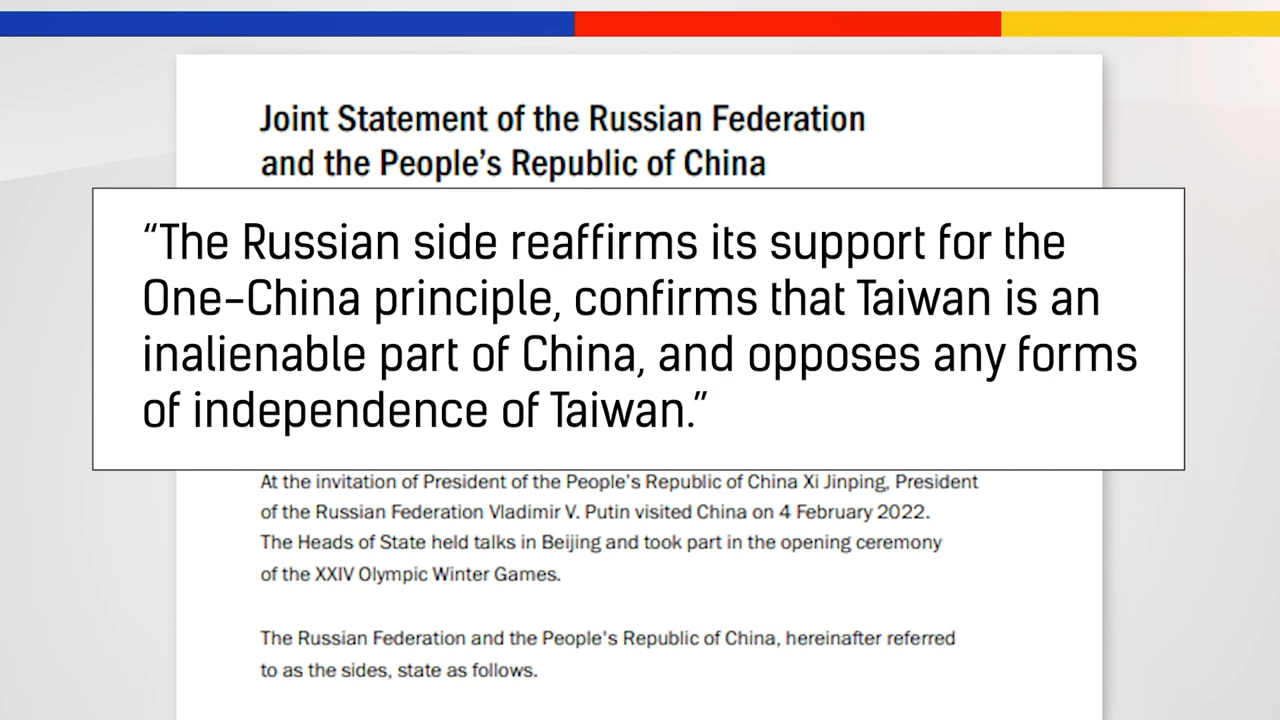 Joint Statement of the Russian Federation
and the People’s Republic of China
“The Russian side reaffirms its support for the
One-China principle, confirms that Taiwan is an
inalienable part of China, and opposes any forms
of independence of Taiwan.”
At the invitation of President of the People’s Republic of China Xi Jinping, President
of the Russian Federation Vladimir V. Putin visited China on 4 February 2022.
The Heads of State held talks in Beijing and took part in the opening ceremony
of the XXIV Olympic Winter Games.
The Russian Federation and the People's Republic of China, hereinafter referred
to as the sides, state as follows.